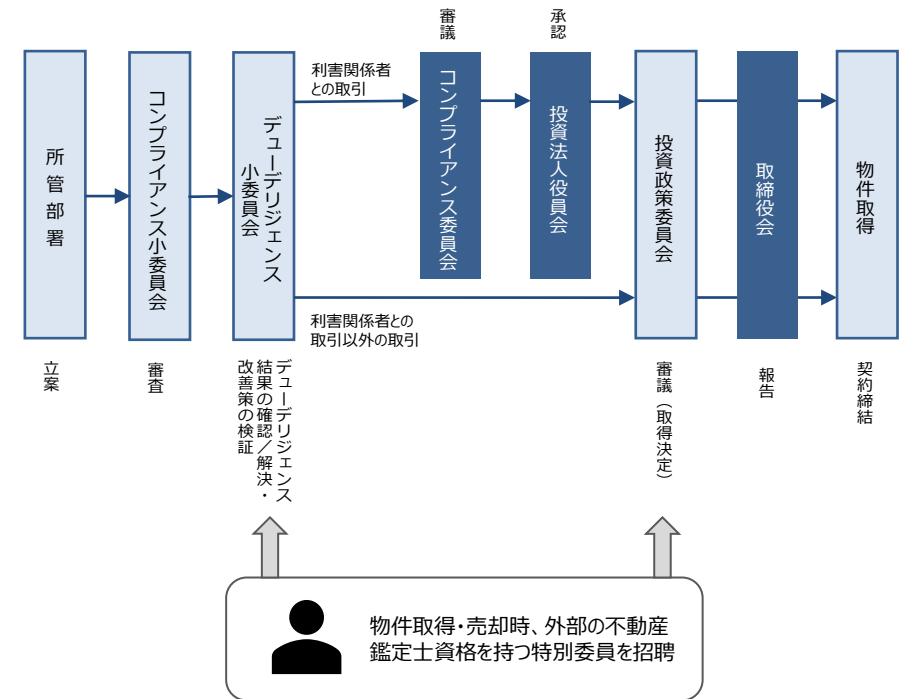 所管部署
立案
コンプライアンス小委員会
審査
デューデリジェンス
小委員会
デューデリジェンス
結果の確認／解決・
改善策の検証
利害関係者
との取引
審議
コンプライアンス委員会
承認
投資法人役員会
利害関係者との
取引以外の取引
投資政策委員会
審議（取得決定）
取締役会
報告
物件取得
契約締結
物件取得・売却時、外部の不動産
鑑定士資格を持つ特別委員を招聘